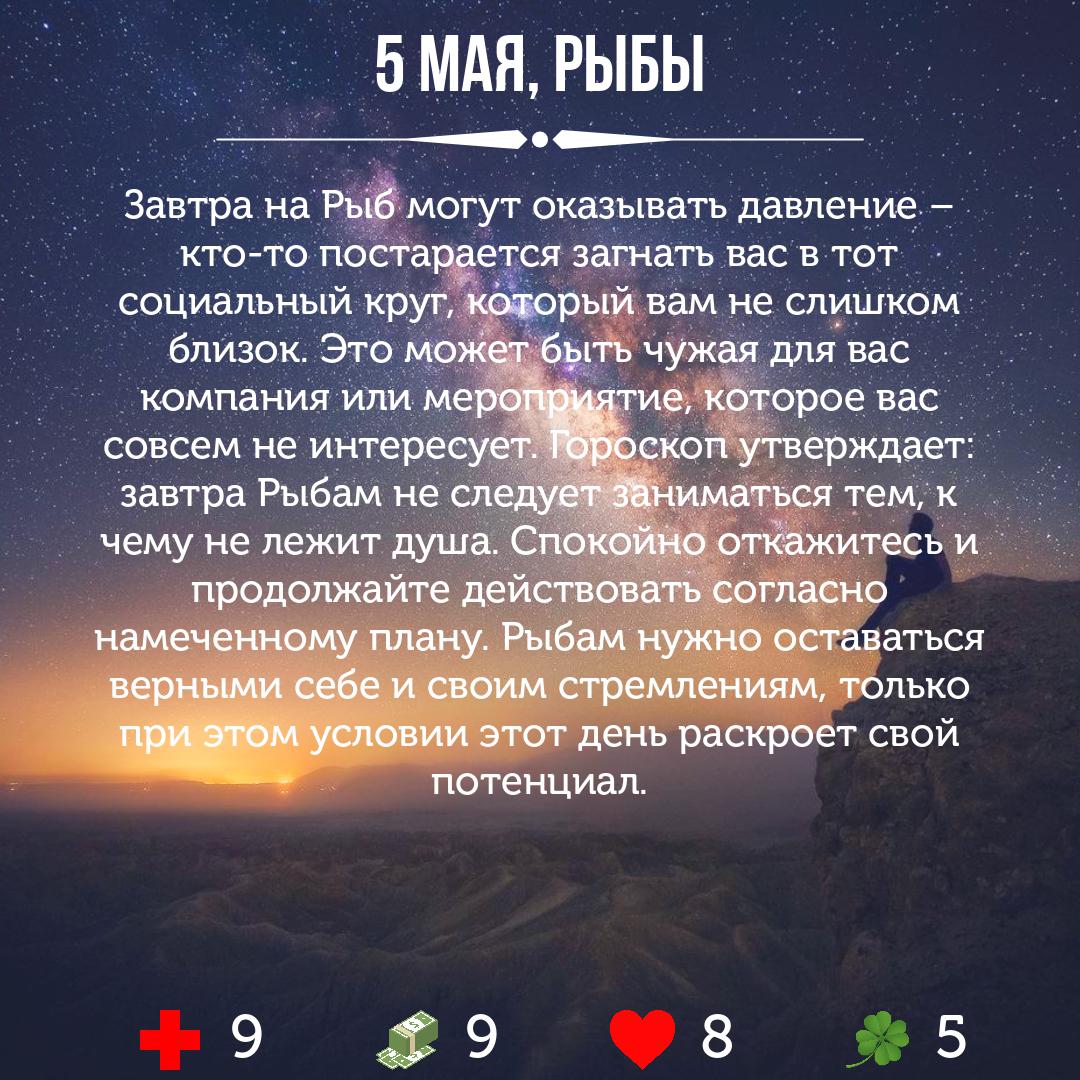 5 МАЯ, РЫБЫ
Завтра на Рыб могут оказывать давление –
кто-то постарается загнать вас в тот
социальный круг, который вам не слишком
близок. Это может быть чужая для вас
компания или мероприятие, которое вас
совсем не интересует. Гороскоп утверждает:
завтра Рыбам не следует заниматься тем, к
чему не лежит душа. Спокойно откажитесь и
продолжайте действовать согласно
намеченному плану. Рыбам нужно оставаться
верными себе и своим стремлениям, только
при этом условии этот день раскроет свой
потенциал.
9 9 8 5